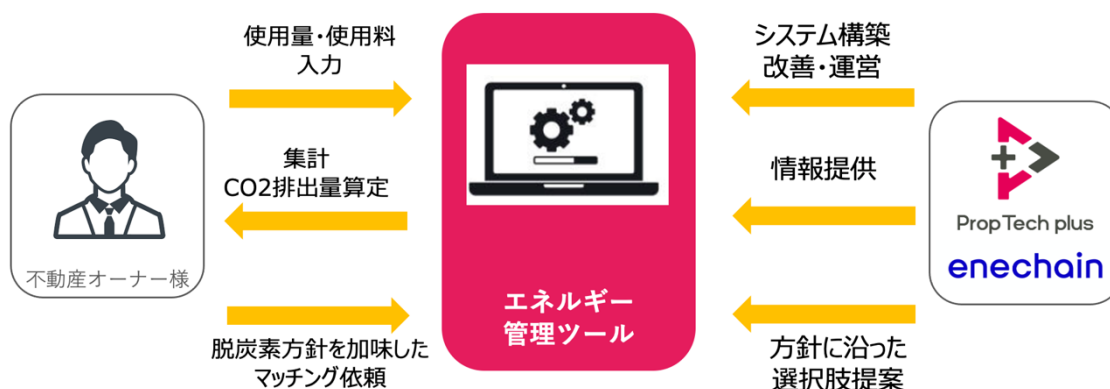 使用量・使用料
入力
集計
CO2排出量算定
脱炭素方針を加味した
マッチング依頼
不動産オーナー様
エネルギー
管理ツール
システム構築
改善・運営
情報提供
方針に沿った
選択肢提案
PropTech plus
enechain